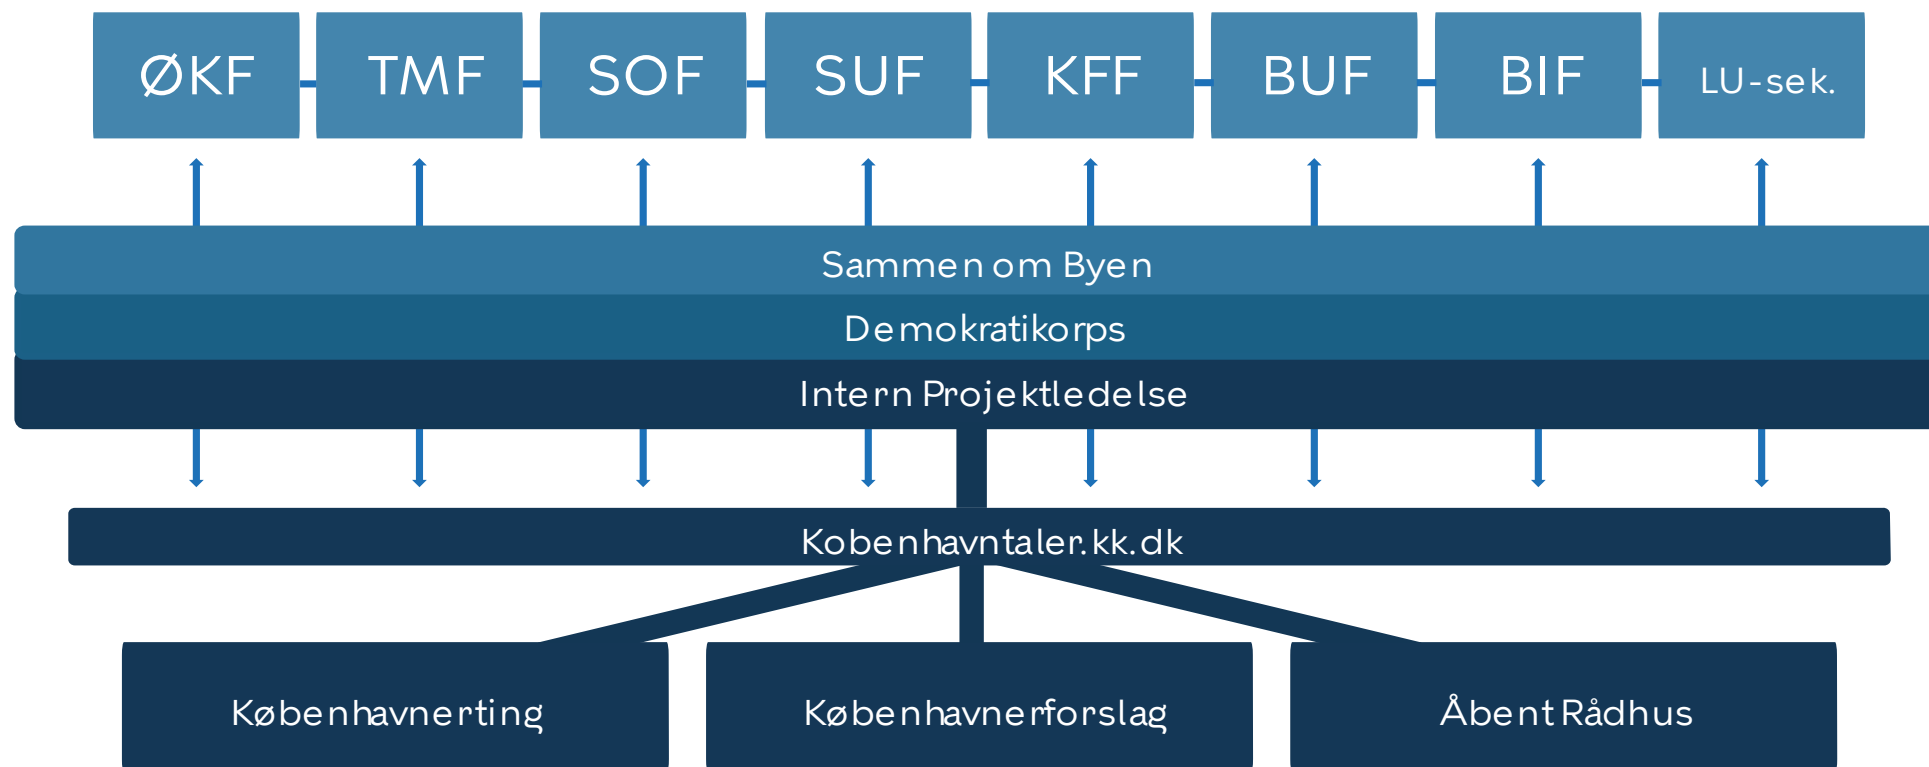 ØKF TMF SOF SUF KFF BUF BIF LU-sek.
Sammen om Byen
Demokratikorps
Intern Projektledelse
Kobenhavntaler.kk.dk
Københavnerting Københavnerforslag Åbent Rådhus